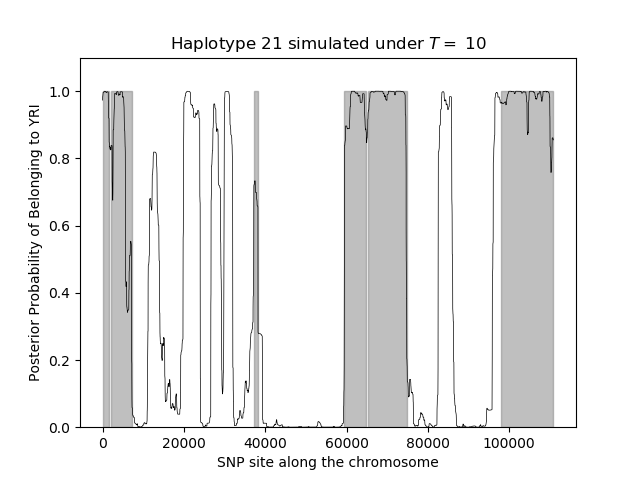 Haplotype 21 simulated under T = 10
Posterior Probability of Belonging to YRI
1.0
0.8
0.6
0.4
0.2
0.0
0 20000 40000 60000 80000 100000
SNP site along the chromosome